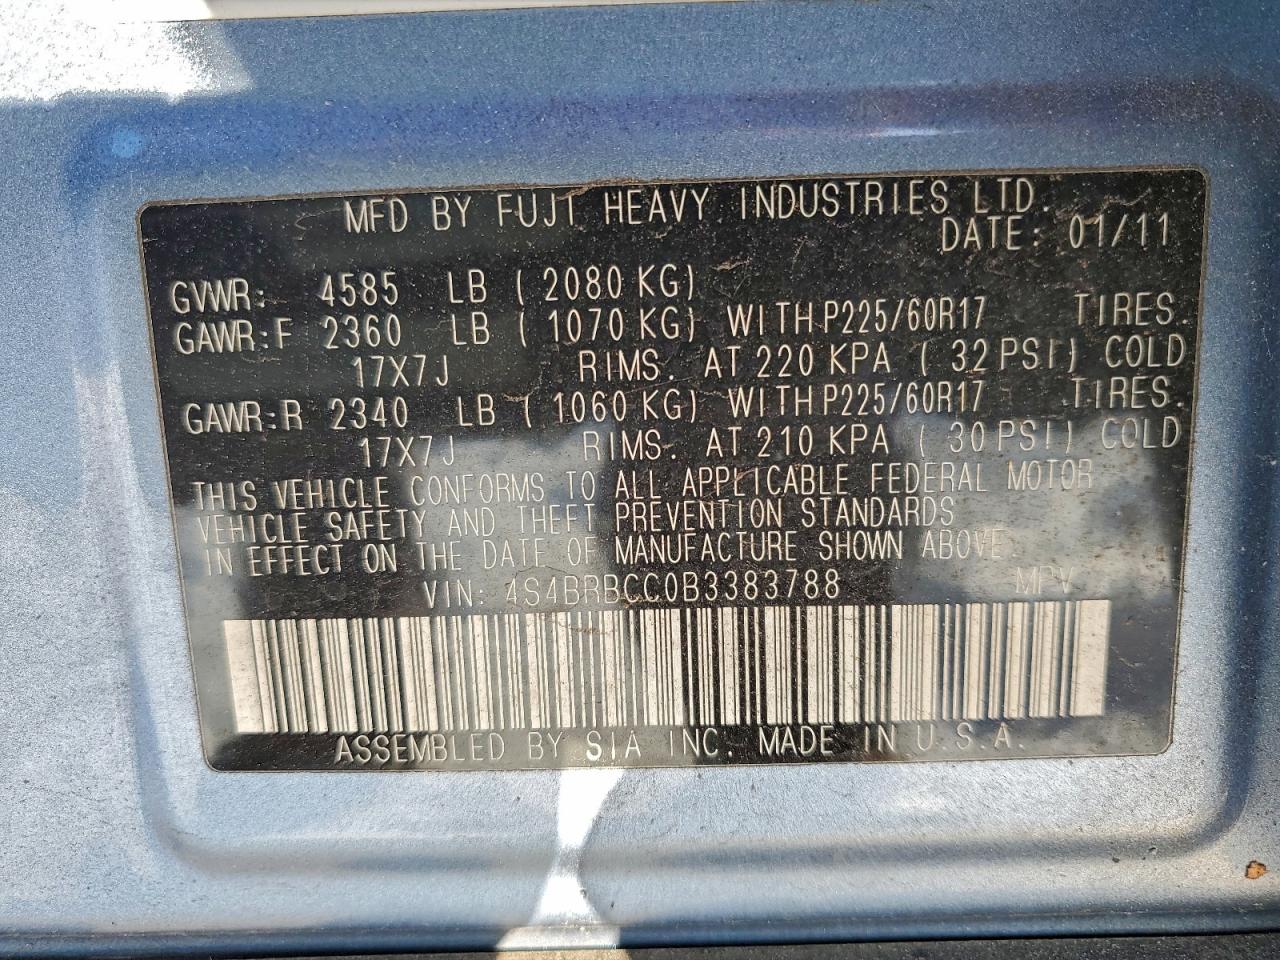 MFD BY FUJI HEAVY INDUSTRIES LTD.
DATE: 01/11
GVWR: 4585 LB ( 2080 KG)
GAWR:F 2360 LB ( 1070 KG) WITH P225/60R17 TIRES.
17X7J RIMS. AT 220 KPA ( 32 PSI) COLD
GAWR:R 2340 LB ( 1060 KG) WITH P225/60R17 TIRES.
17X7J RIMS. AT 210 KPA ( 30 PSI) COLD
THIS VEHICLE CONFORMS TO ALL APPLICABLE FEDERAL MOTOR
VEHICLE SAFETY AND THEFT PREVENTION STANDARDS
IN EFFECT ON THE DATE OF MANUFACTURE SHOWN ABOVE.
VIN: 4S4BRBCC0B3383788 MPV
ASSEMBLED BY SIA INC. MADE IN U.S.A.